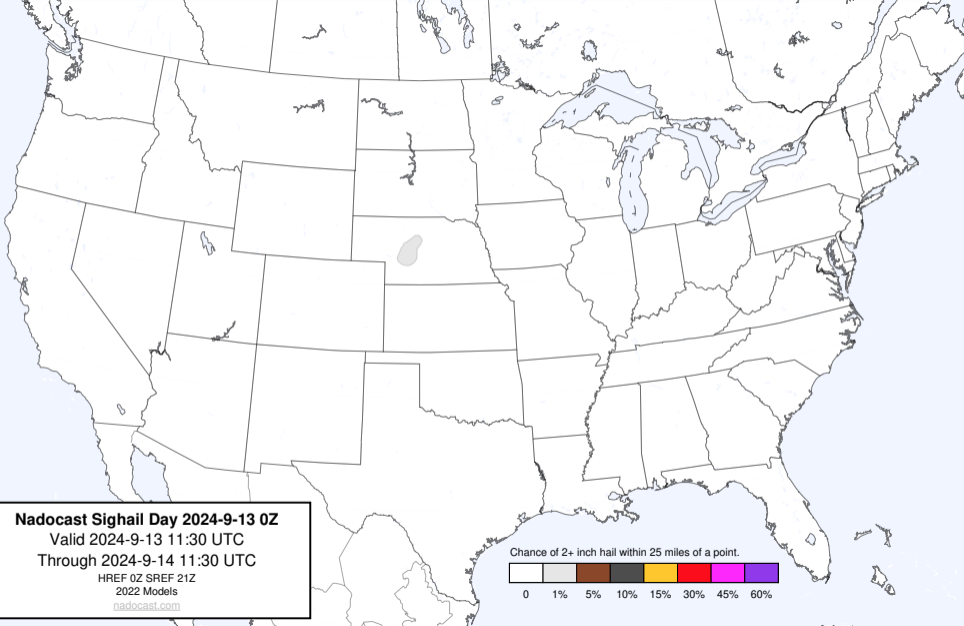 Nadocast Sighail Day 2024-9-13 0Z
Valid 2024-9-13 11:30 UTC
Through 2024-9-14 11:30 UTC
HREF 0Z SREF 21Z
2022 Models
nadocast.com
Chance of 2+ inch hail within 25 miles of a point.
0 1% 5% 10% 15% 30% 45% 60%